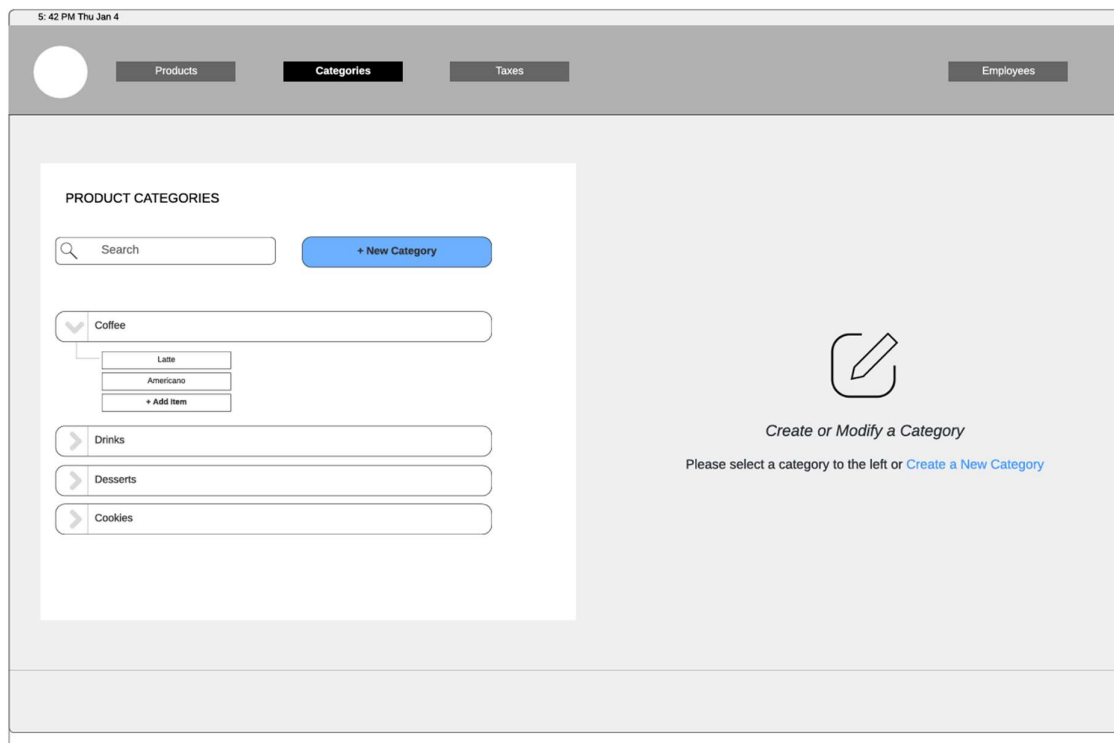 5: 42 PM Thu Jan 4
Products
Categories
Taxes
Employees
PRODUCT CATEGORIES
Search
+ New Category
Coffee
Latte
Americano
+ Add Item
Drinks
Desserts
Cookies
Create or Modify a Category
Please select a category to the left or Create a New Category